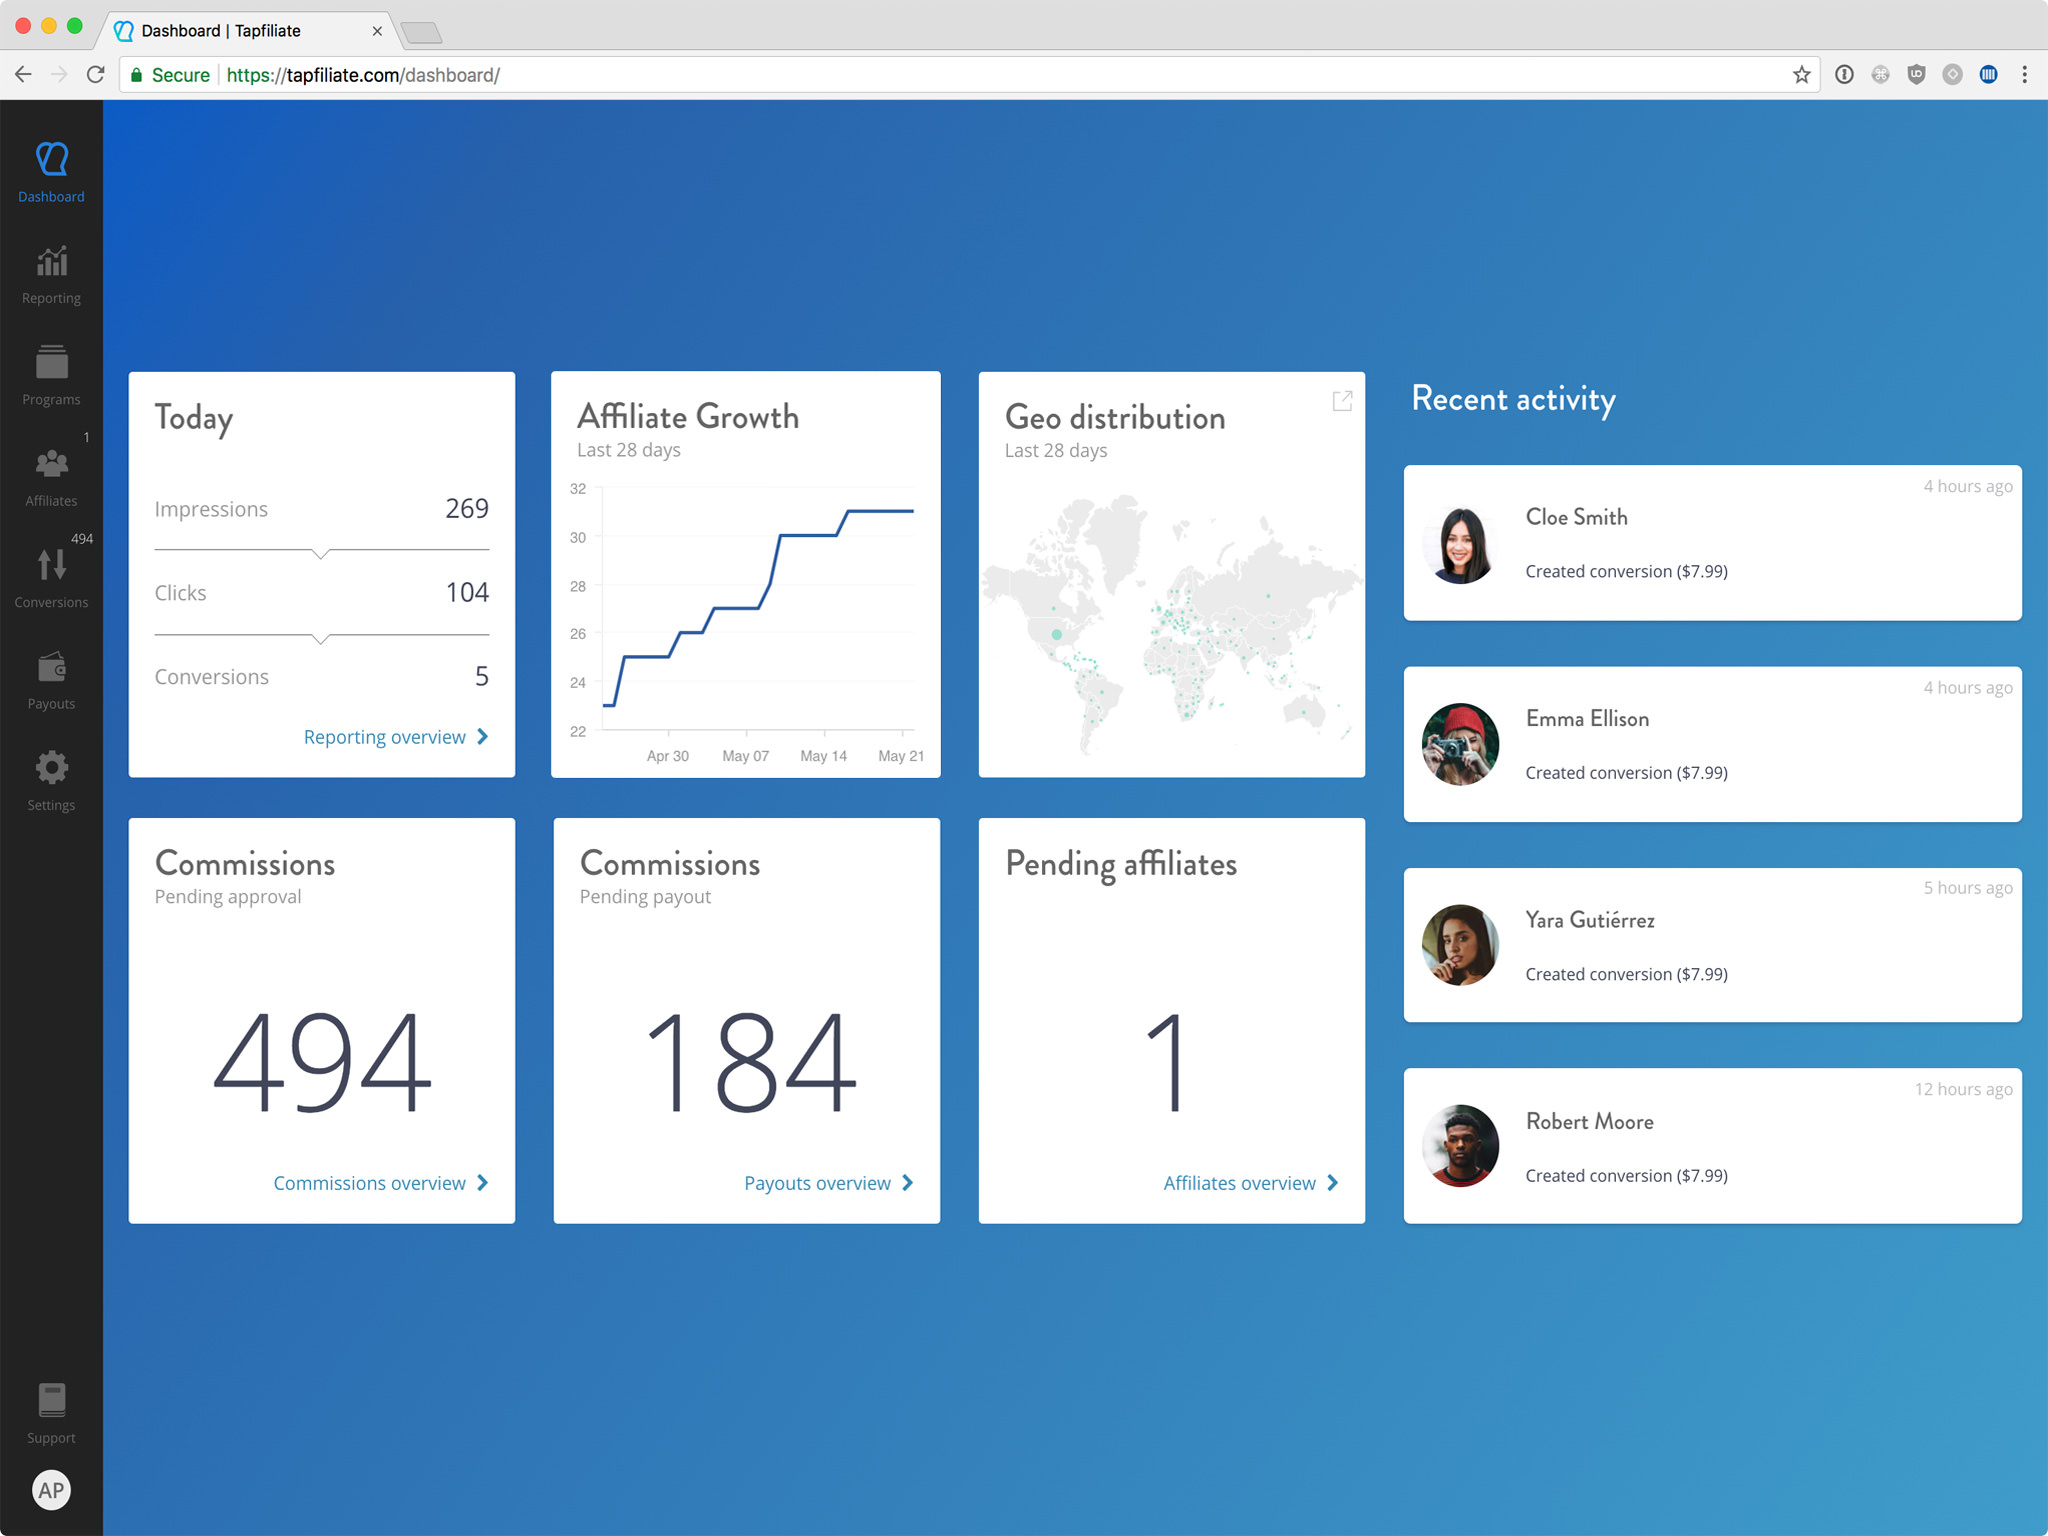 Dashboard | Tapfiliate
Secure
https://tapfiliate.com/dashboard/
Dashboard
Reporting
Programs
1
Affiliates
494
Conversions
Payouts
Settings
Support
AP
Today
Impressions 269
Clicks 104
Conversions 5
Reporting overview
Affiliate Growth
Last 28 days
32
30
28
26
24
22
Apr 30 May 07 May 14 May 21
Geo distribution
Last 28 days
Commissions
Pending approval
494
Commissions overview
Commissions
Pending payout
184
Payouts overview
Pending affiliates
1
Affiliates overview
Recent activity
4 hours ago
Cloe Smith
Created conversion ($7.99)
4 hours ago
Emma Ellison
Created conversion ($7.99)
5 hours ago
Yara Gutiérrez
Created conversion ($7.99)
12 hours ago
Robert Moore
Created conversion ($7.99)